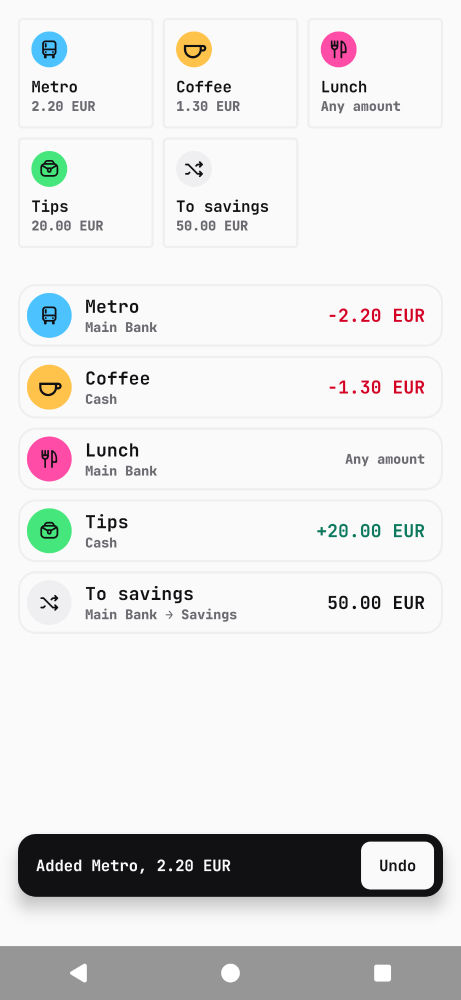 Metro
2.20 EUR
Coffee
1.30 EUR
Lunch
Any amount
Tips
20.00 EUR
To savings
50.00 EUR
Metro
Main Bank
-2.20 EUR
Coffee
Cash
-1.30 EUR
Lunch
Main Bank
Any amount
Tips
Cash
+20.00 EUR
To savings
Main Bank → Savings
50.00 EUR
Added Metro, 2.20 EUR
Undo